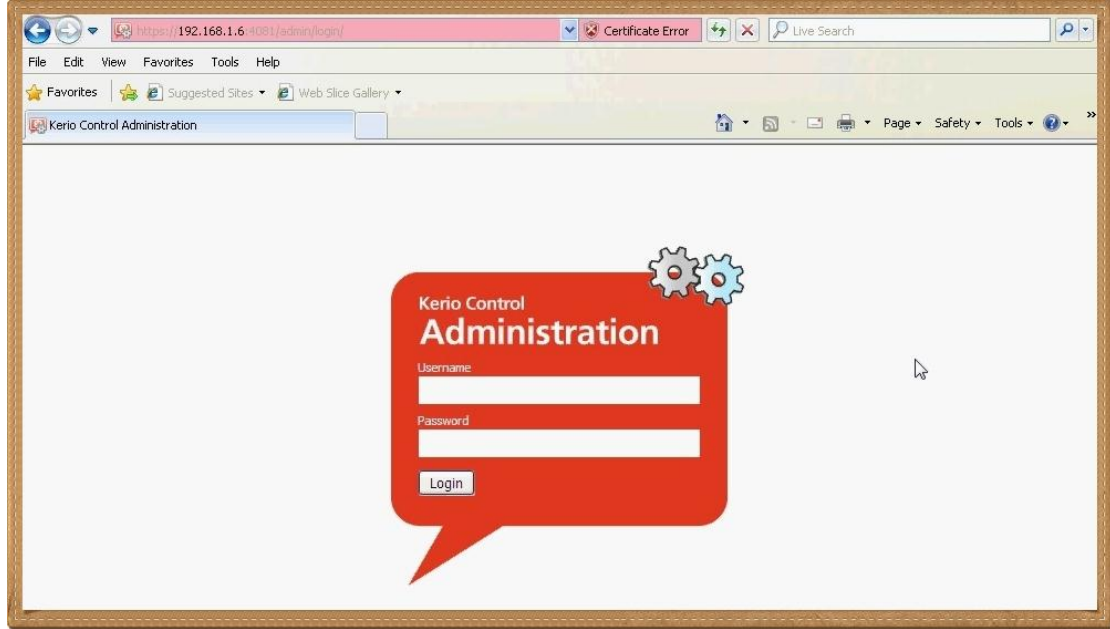 https://192.168.1.6:4081/admin/login/ Certificate Error Live Search
File Edit View Favorites Tools Help
Favorites Suggested Sites Web Slice Gallery
Kerio Control Administration Page Safety Tools »
Kerio Control
Administration
Username
Password
Login